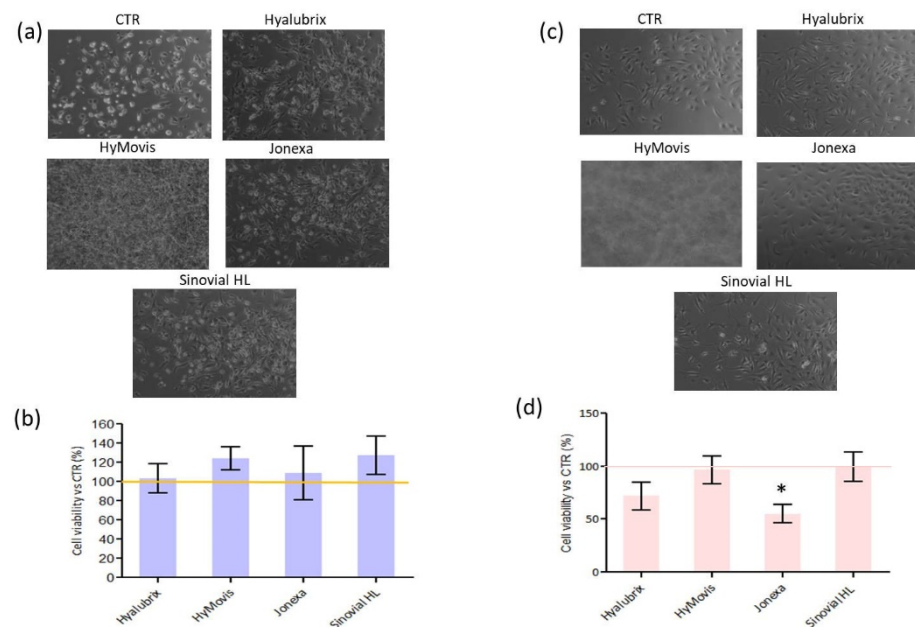 (a)
CTR
Hyalubrix
HyMovis
Jonexa
Sinovial HL
(b)
Cell viability vs CTR (%)
160
140
120
100
80
60
40
20
0
Hyalubrix
HyMovis
Jonexa
Sinovial HL
(c)
CTR
Hyalubrix
HyMovis
Jonexa
Sinovial HL
(d)
Cell viability vs CTR (%)
150
100
50
0
*
Hyalubrix
HyMovis
Jonexa
Sinovial HL